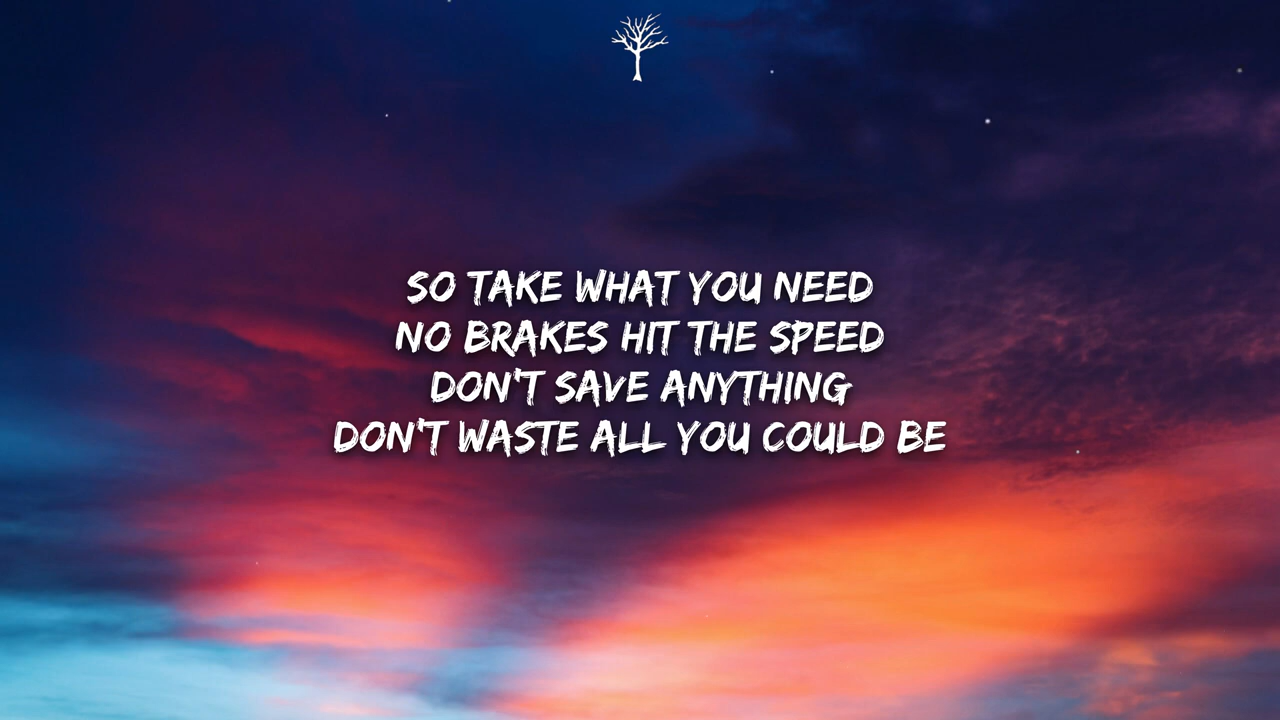 SO TAKE WHAT YOU NEED
NO BRAKES HIT THE SPEED
DON'T SAVE ANYTHING
DON'T WASTE ALL YOU COULD BE